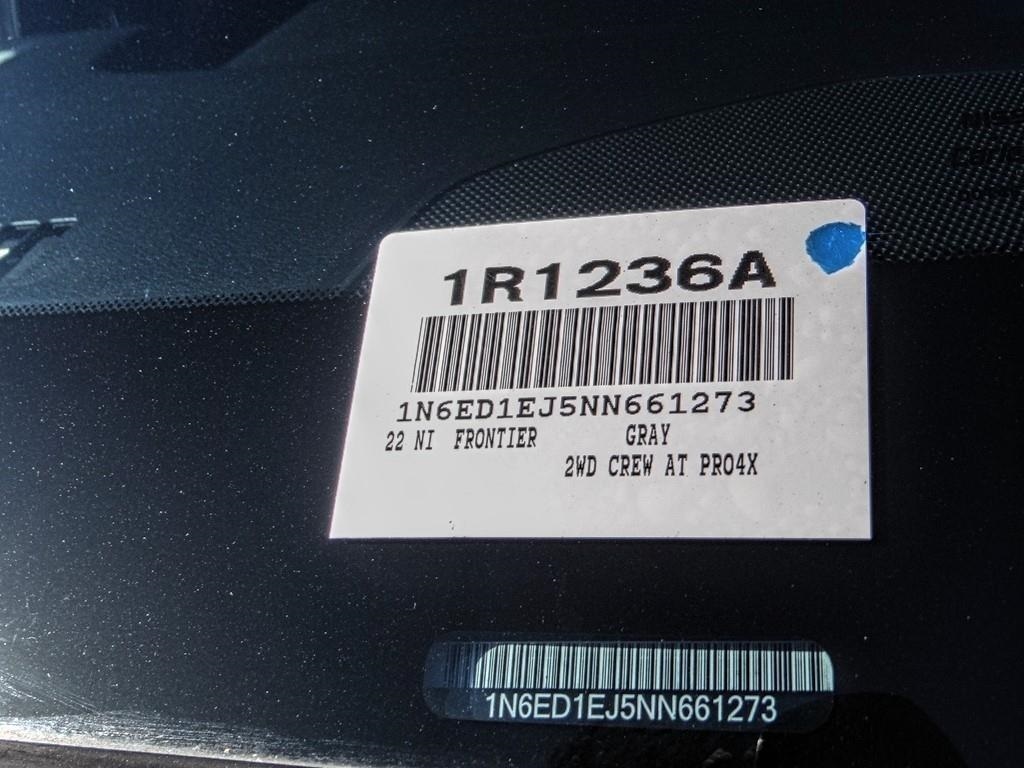 1R1236A
1N6ED1EJ5NN661273
22 NI FRONTIER GRAY
2WD CREW AT PRO4X
1N6ED1EJ5NN661273